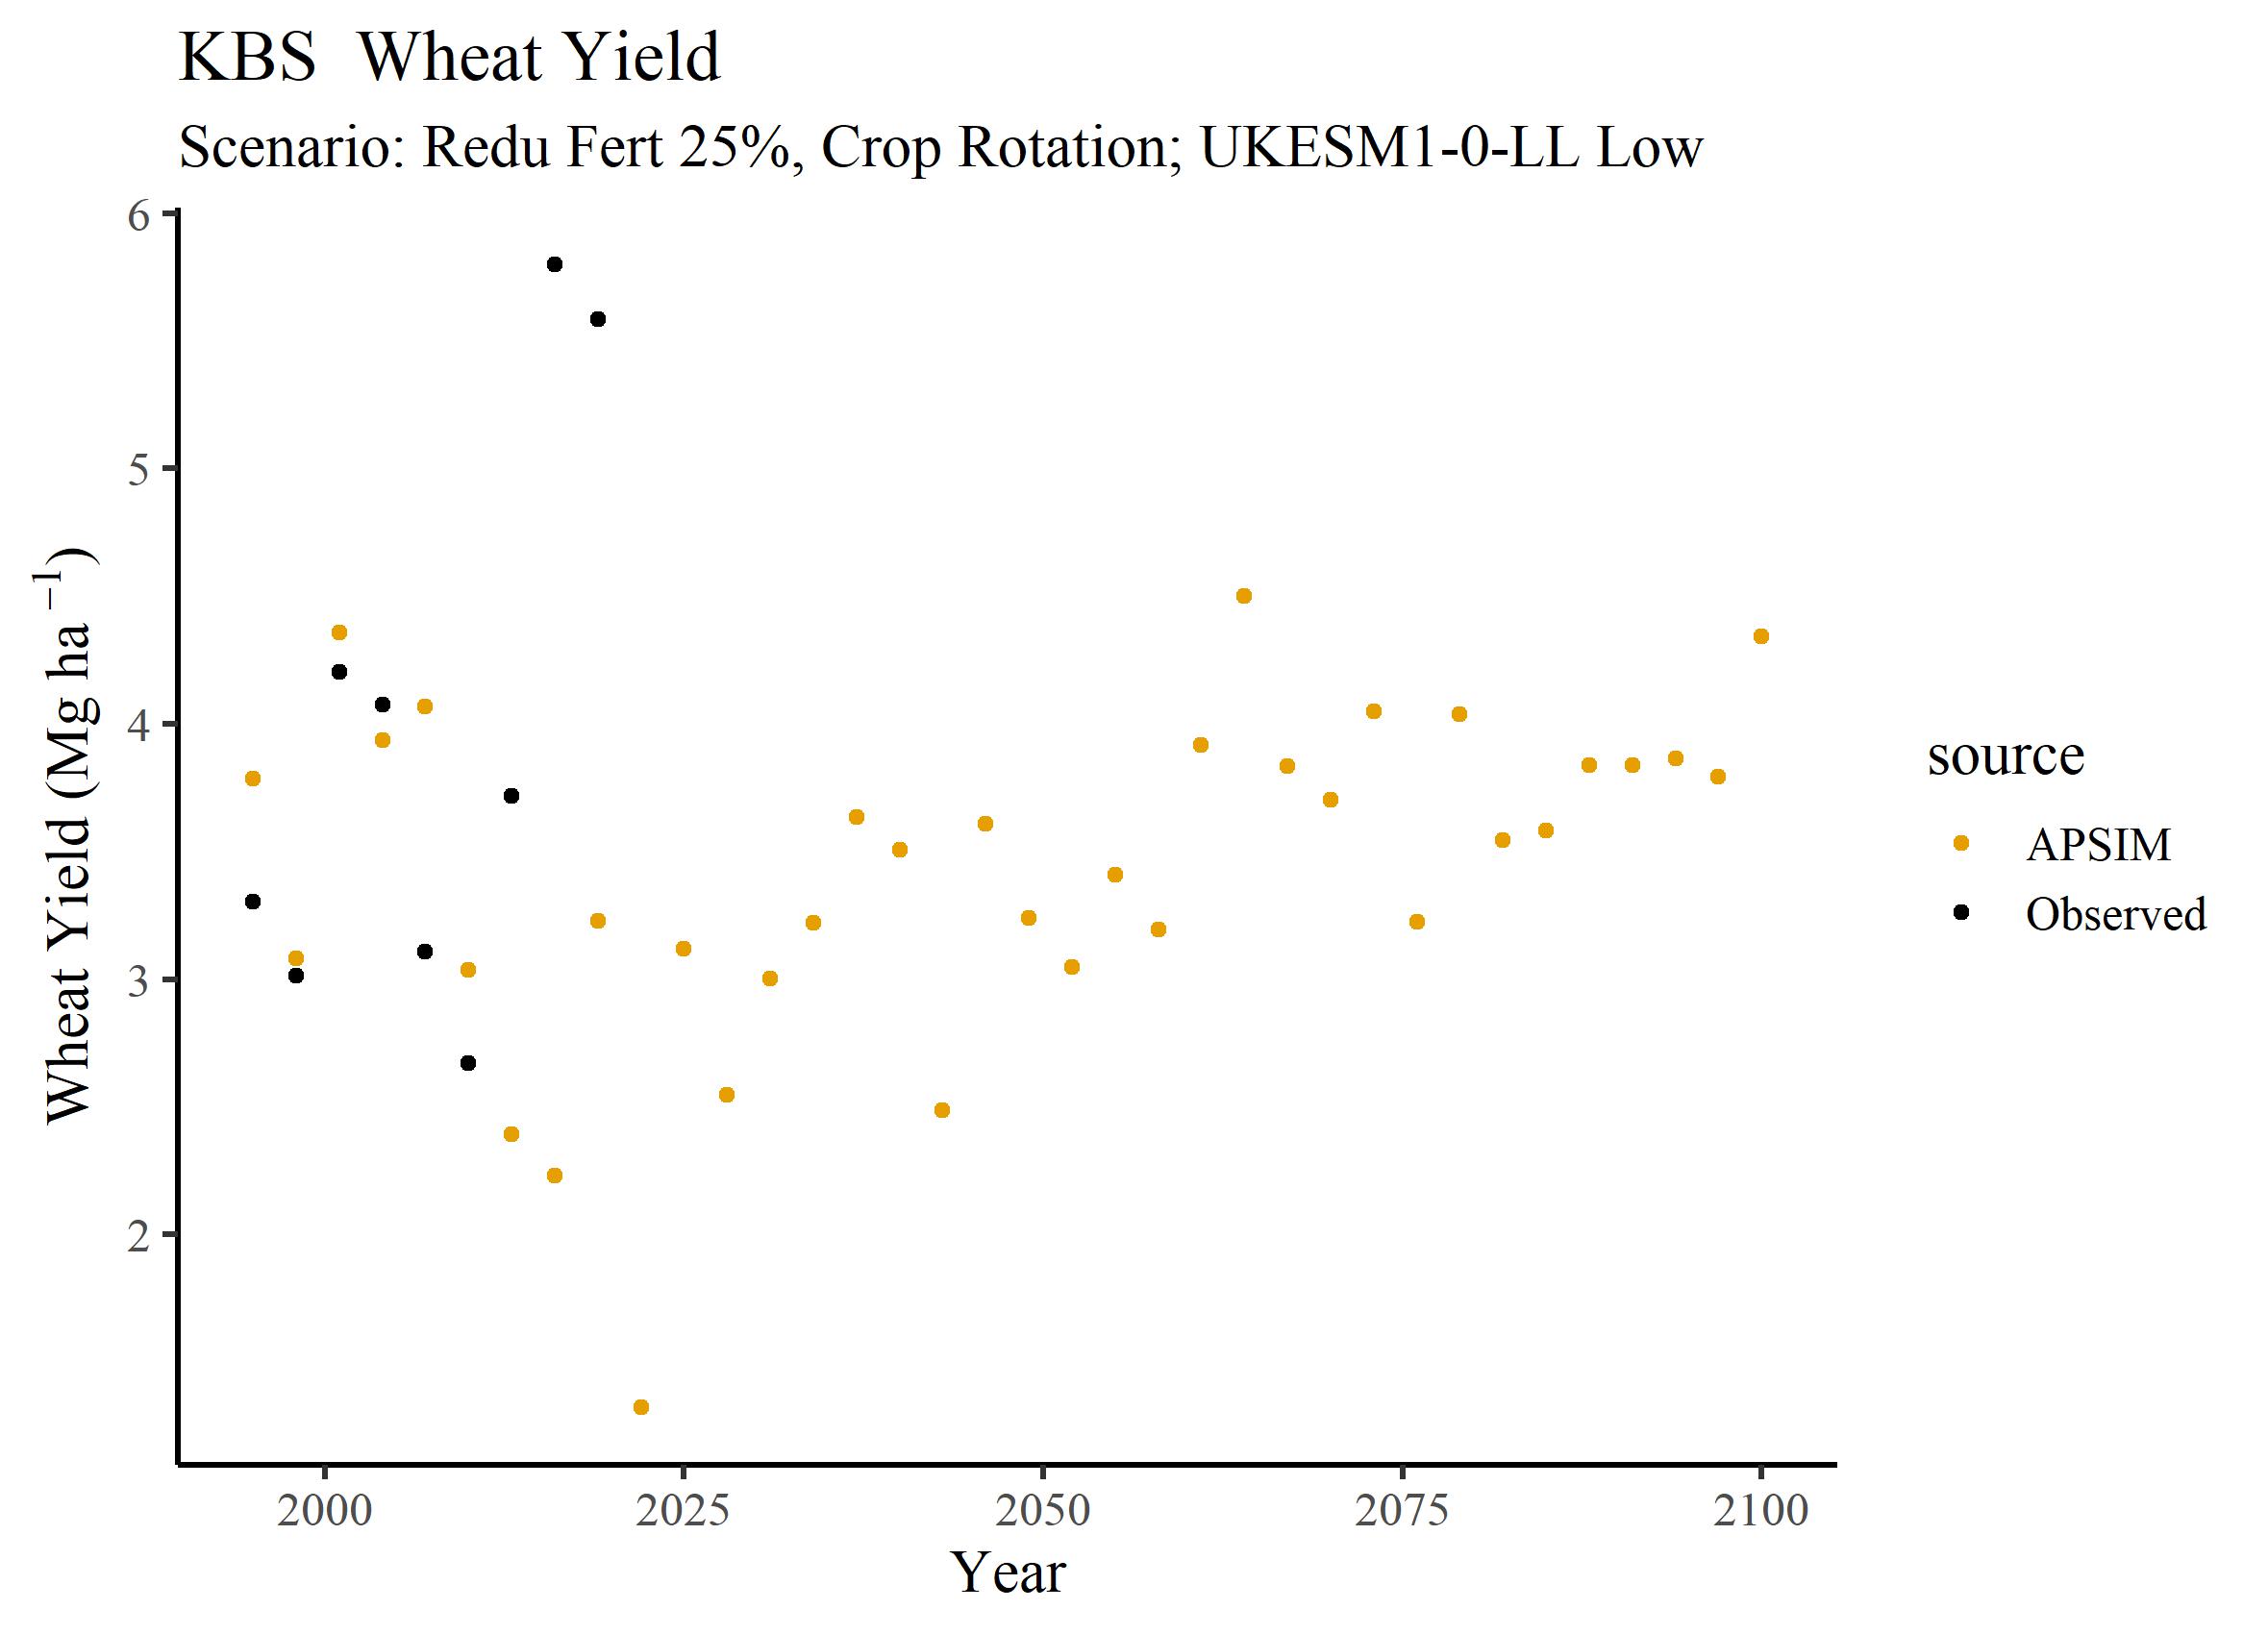 KBS  Wheat Yield
Scenario: Redu Fert 25%, Crop Rotation; UKESM1-0-LL Low
Wheat Yield (Mg ha⁻¹)
6
5
4
3
2
2000 2025 2050 2075 2100
Year
source
APSIM
Observed